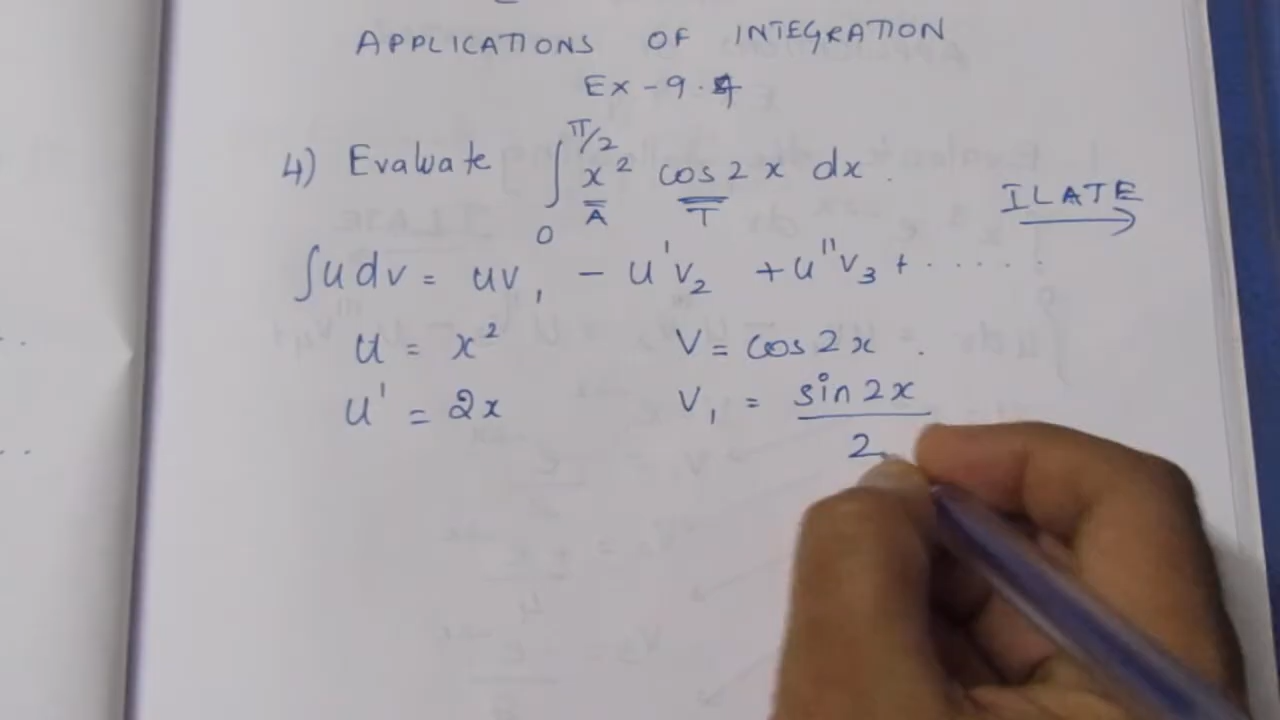 APPLICATIONS OF INTEGRATION
Ex - 9.4
4) Evaluate ∫₀^π/2 x² cos 2x dx.
A T
ILATE
∫u dv = uv₁ - u'v₂ + u''v₃ + ......
u = x² v = cos 2x .
u' = 2x v₁ = sin 2x / 2